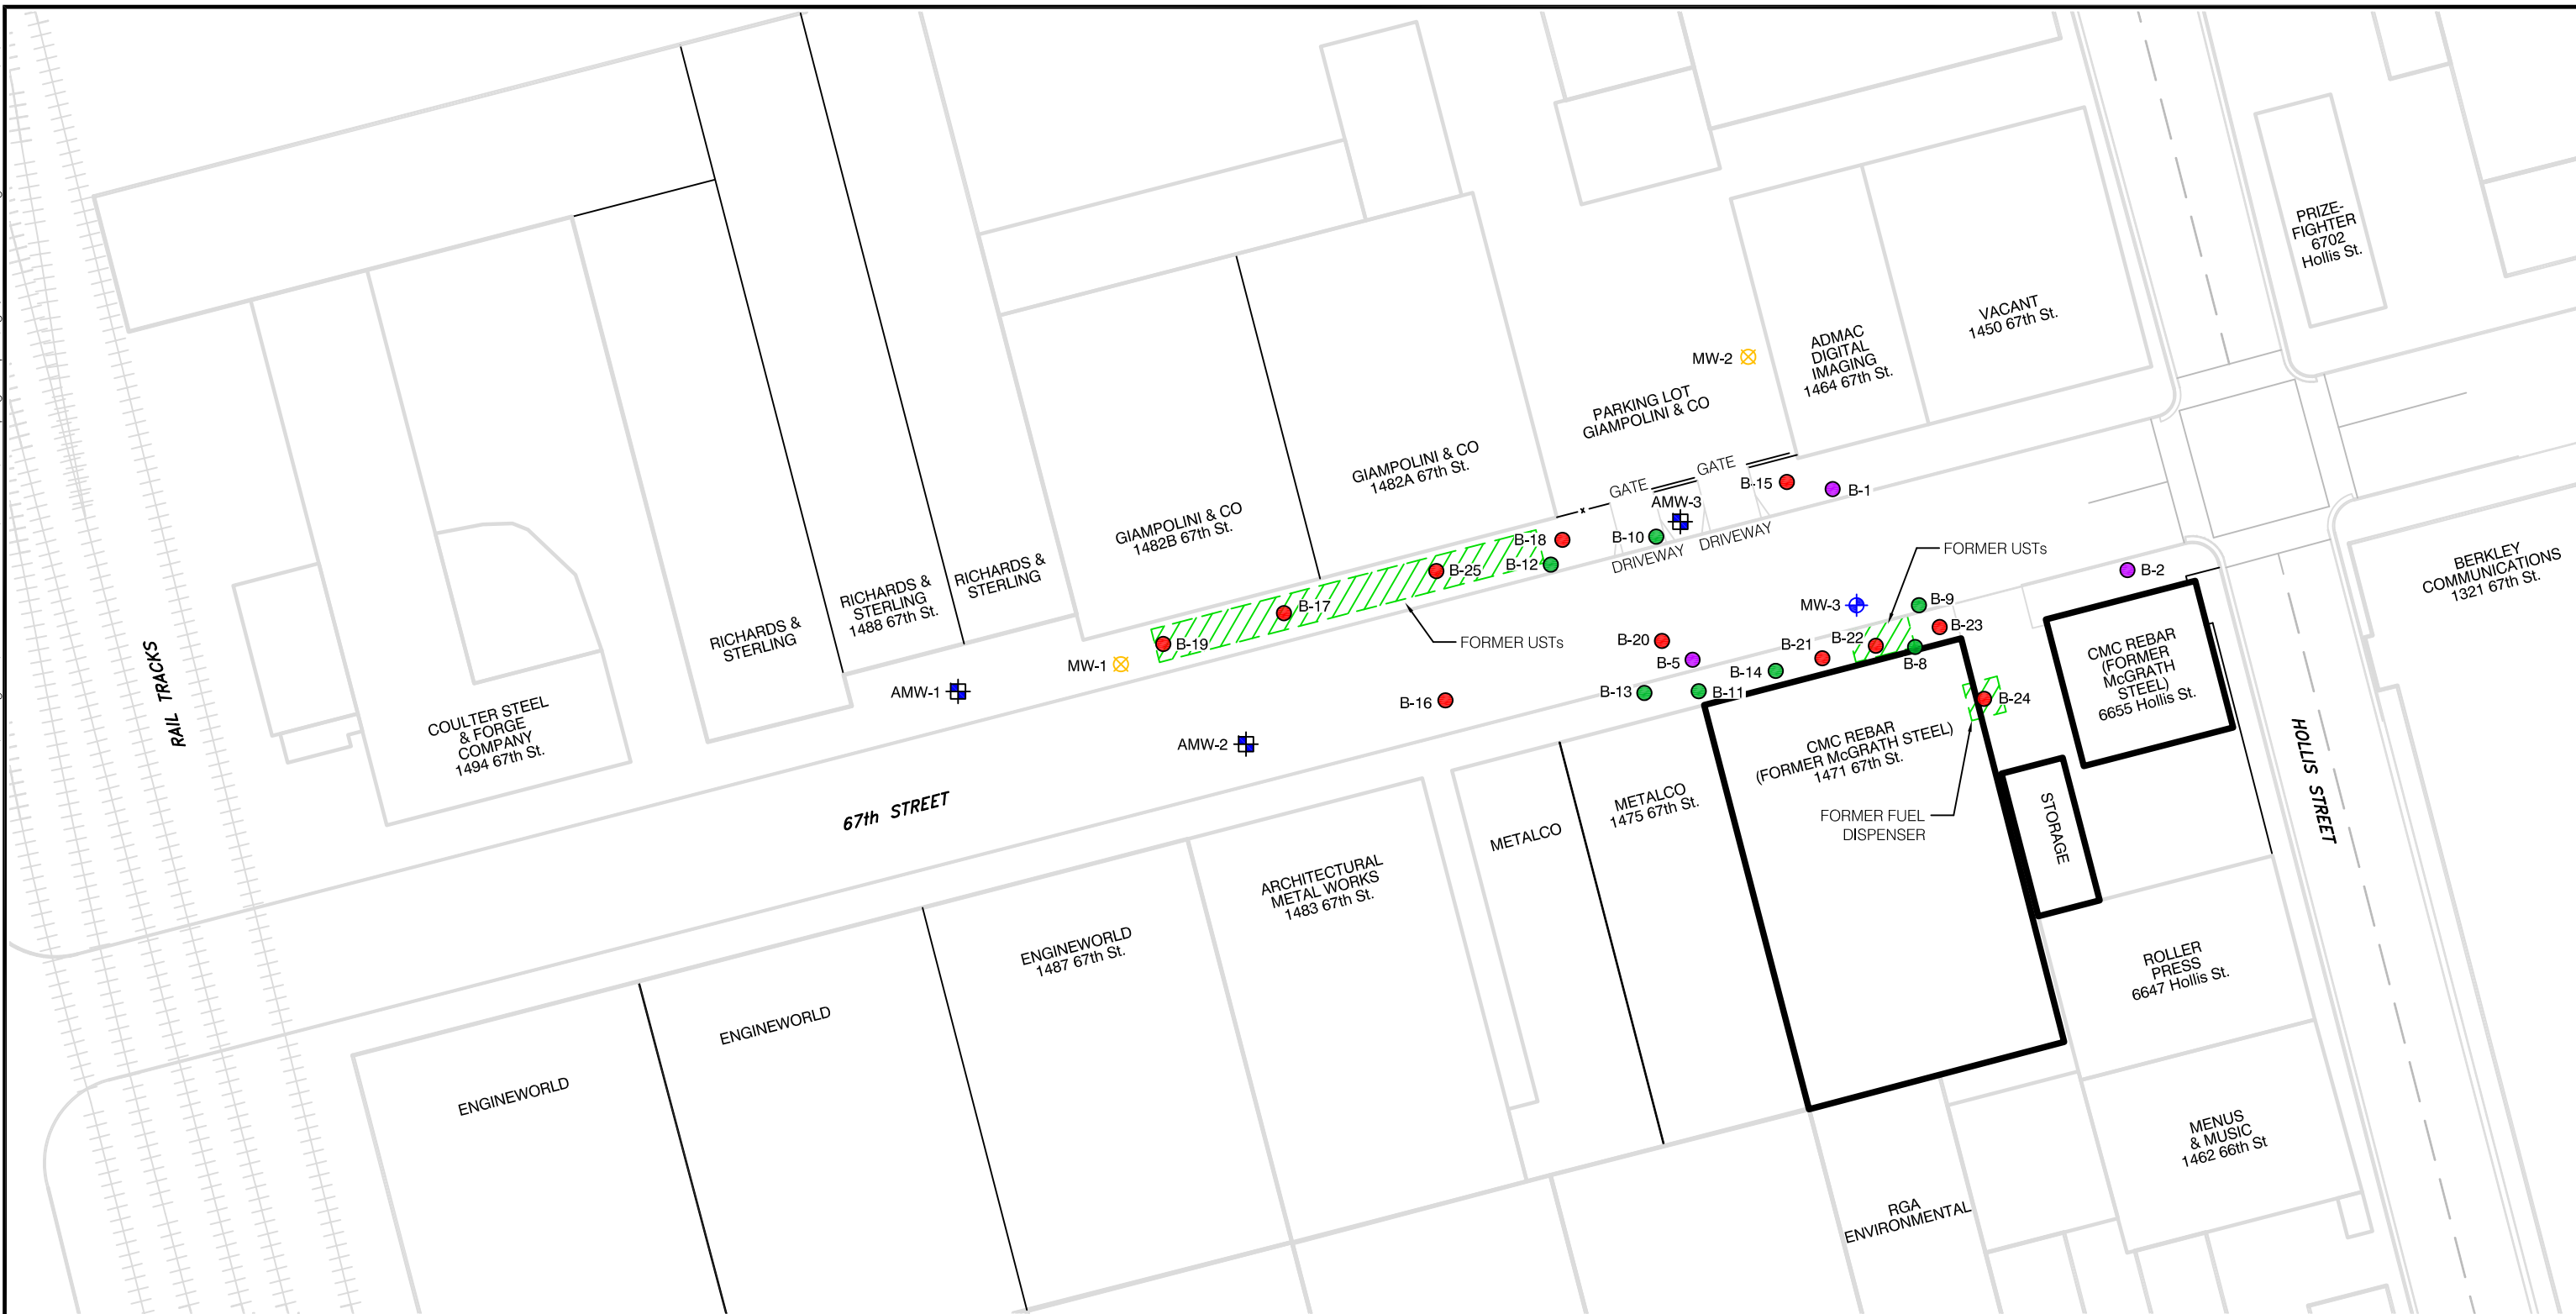 PRIZE-
FIGHTER
6702
Hollis St.
VACANT
1450 67th St.
ADMAC
DIGITAL
IMAGING
1464 67th St.
MW-2
PARKING LOT
GIAMPOLINI & CO
GIAMPOLINI & CO
1482A 67th St.
GIAMPOLINI & CO
1482B 67th St.
GATE
GATE
AMW-3
B-15
B-1
B-18
B-10
DRIVEWAY
DRIVEWAY
B-12
B-25
B-17
B-19
FORMER USTs
FORMER USTs
RICHARDS &
STERLING
RICHARDS &
STERLING
1488 67th St.
RICHARDS &
STERLING
MW-1
AMW-1
AMW-2
B-16
B-20
B-5
B-13
B-11
B-14
B-21
B-22
MW-3
B-9
B-23
B-8
B-24
B-2
BERKLEY
COMMUNICATIONS
1321 67th St.
CMC REBAR
(FORMER
McGRATH
STEEL)
6655 Hollis St.
CMC REBAR
(FORMER McGRATH STEEL)
1471 67th St.
FORMER FUEL
DISPENSER
STORAGE
HOLLIS STREET
RAIL TRACKS
COULTER STEEL
& FORGE
COMPANY
1494 67th St.
67th STREET
METALCO
1475 67th St.
METALCO
ARCHITECTURAL
METAL WORKS
1483 67th St.
ENGINEWORLD
1487 67th St.
ENGINEWORLD
ENGINEWORLD
ROLLER
PRESS
6647 Hollis St.
MENUS
& MUSIC
1462 66th St
RGA
ENVIRONMENTAL